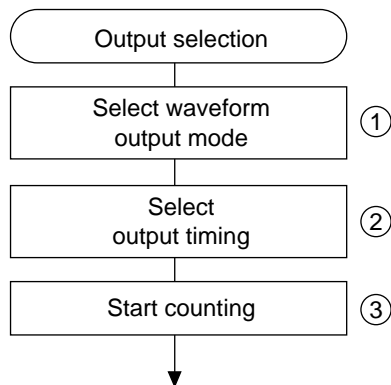 Output selection
Select waveform
output mode
1
Select
output timing
2
Start counting
3